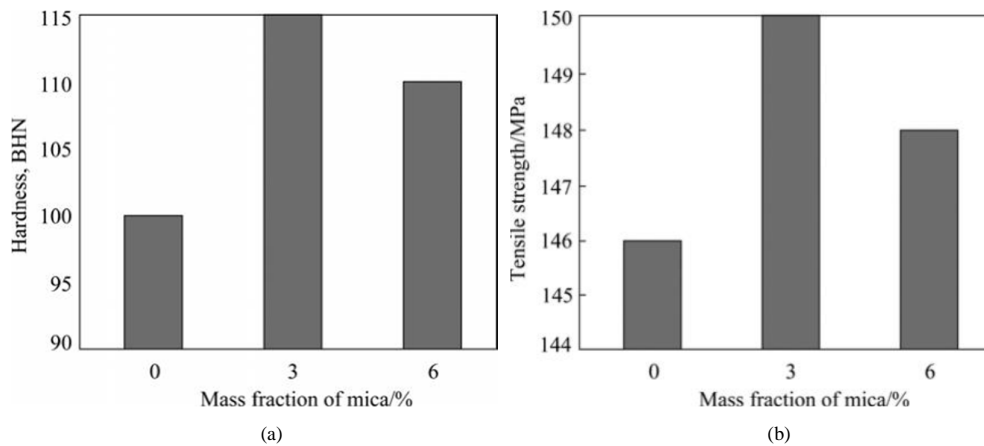 Hardness, BHN
115
110
105
100
95
90
0 3 6
Mass fraction of mica/%
(a)
Tensile strength/MPa
150
149
148
147
146
145
144
0 3 6
Mass fraction of mica/%
(b)